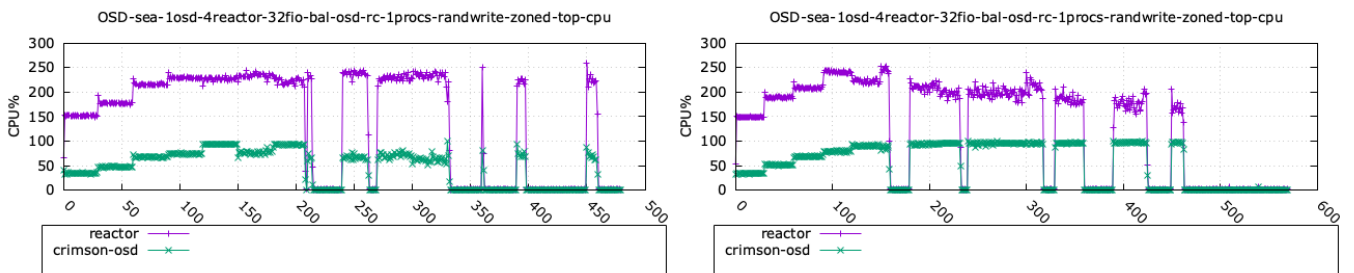 OSD-sea-1osd-4reactor-32fio-bal-osd-rc-1procs-randwrite-zoned-top-cpu
300
250
200
150
100
50
0
CPU%
0 50 100 150 200 250 300 350 400 450 500
reactor
crimson-osd
OSD-sea-1osd-4reactor-32fio-bal-osd-rc-1procs-randwrite-zoned-top-cpu
300
250
200
150
100
50
0
CPU%
0 100 200 300 400 500 600
reactor
crimson-osd